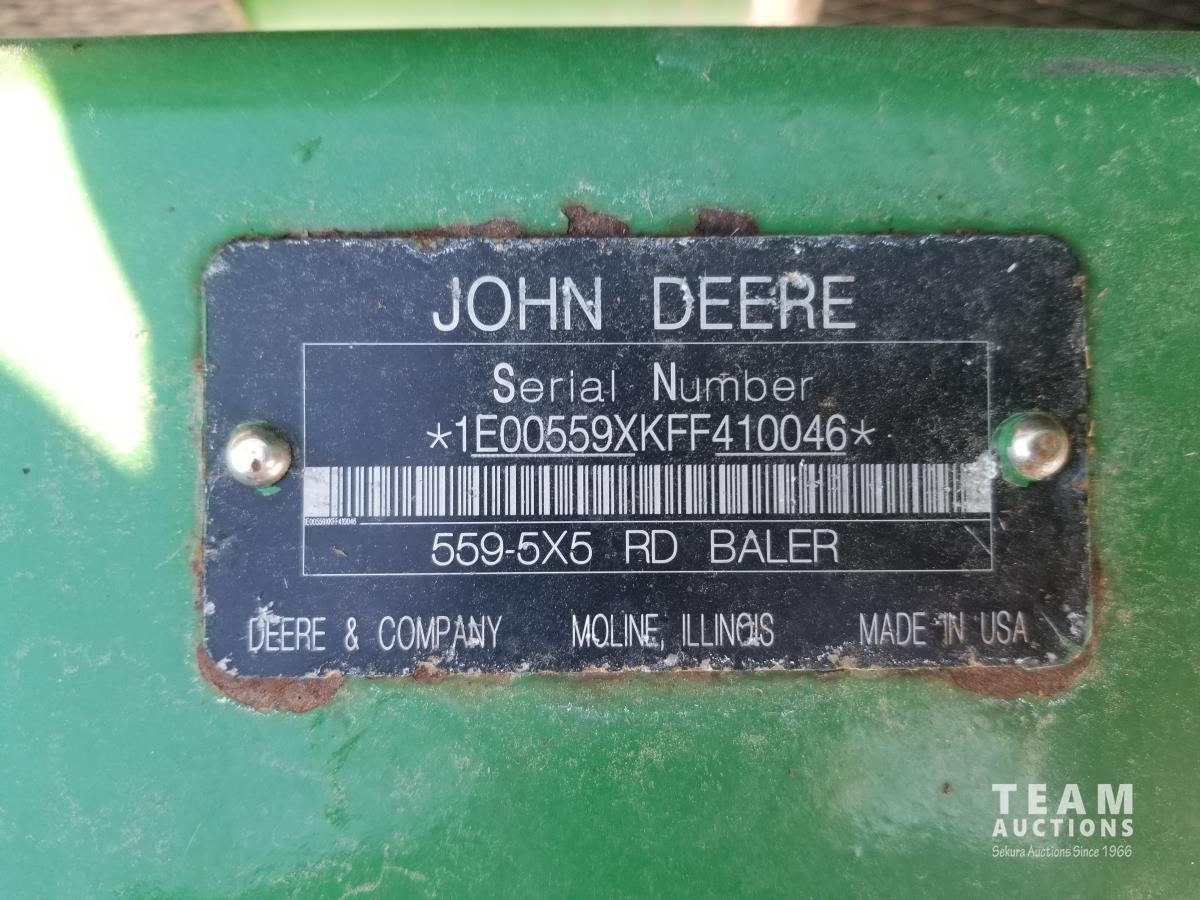 JOHN DEERE
Serial Number
*1E00559XKFF410046*
1E00559XKFF410046
559-5X5 RD BALER
DEERE & COMPANY MOLINE, ILLINOIS MADE IN USA
TEAM
AUCTIONS
Sekura Auctions Since 1966